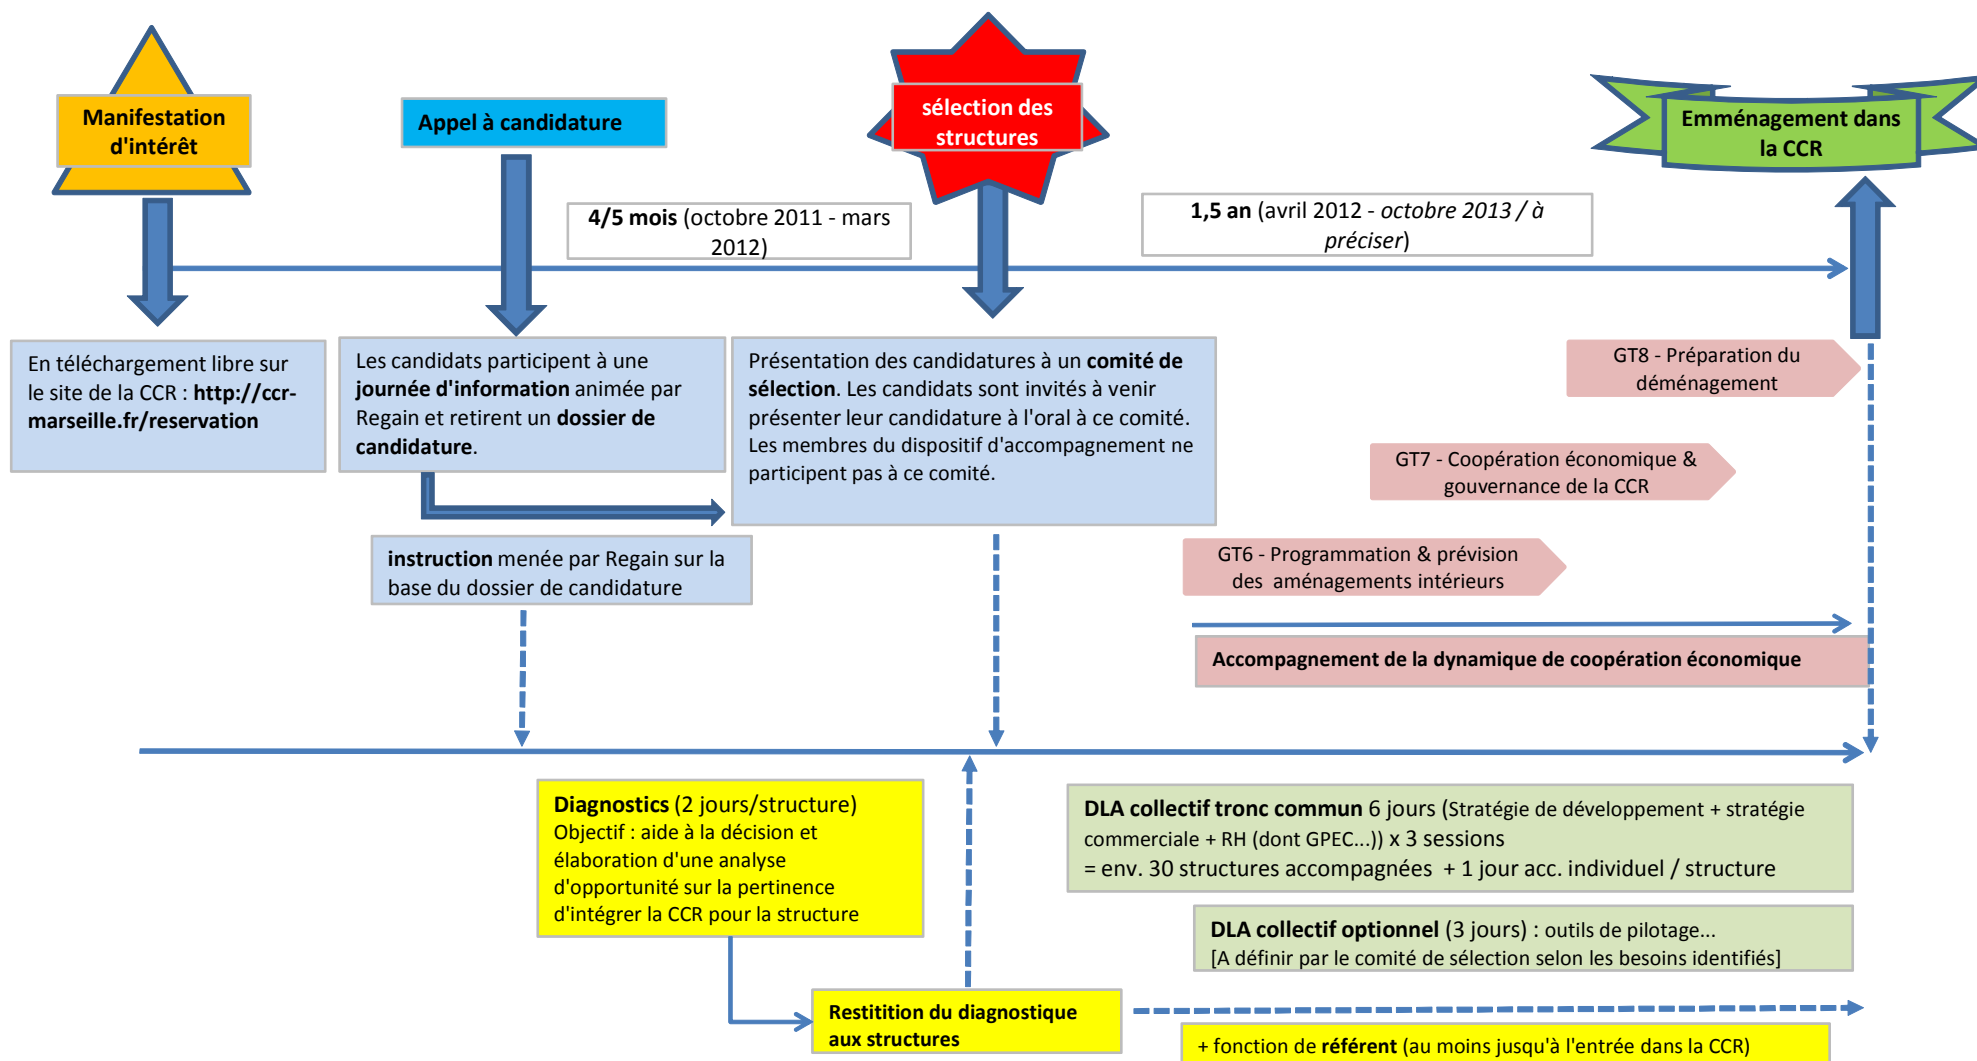 Manifestation
d'intérêt
Appel à candidature
sélection des
structures
Emménagement dans
la CCR
4/5 mois (octobre 2011 - mars
2012)
1,5 an (avril 2012 - octobre 2013 / à
préciser)
En téléchargement libre sur
le site de la CCR : http://ccr-
marseille.fr/reservation
Les candidats participent à une
journée d'information animée par
Regain et retirent un dossier de
candidature.
Présentation des candidatures à un comité de
sélection. Les candidats sont invités à venir
présenter leur candidature à l'oral à ce comité.
Les membres du dispositif d'accompagnement ne
participent pas à ce comité.
GT8 - Préparation du
déménagement
GT7 - Coopération économique &
gouvernance de la CCR
instruction menée par Regain sur la
base du dossier de candidature
GT6 - Programmation & prévision
des aménagements intérieurs
Accompagnement de la dynamique de coopération économique
Diagnostics (2 jours/structure)
Objectif : aide à la décision et
élaboration d'une analyse
d'opportunité sur la pertinence
d'intégrer la CCR pour la structure
DLA collectif tronc commun 6 jours (Stratégie de développement + stratégie
commerciale + RH (dont GPEC...)) x 3 sessions
= env. 30 structures accompagnées + 1 jour acc. individuel / structure
DLA collectif optionnel (3 jours) : outils de pilotage...
[A définir par le comité de sélection selon les besoins identifiés]
Restitition du diagnostique
aux structures
+ fonction de référent (au moins jusqu'à l'entrée dans la CCR)